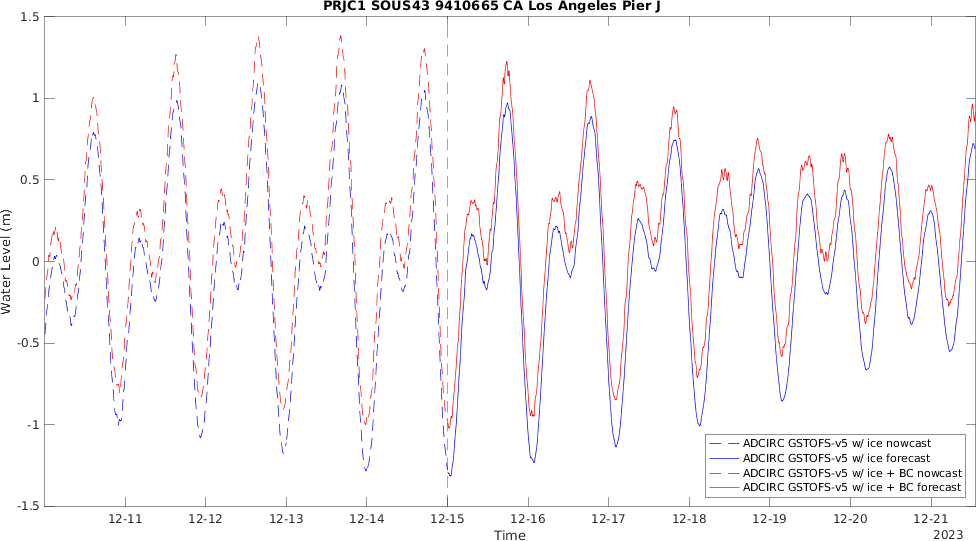 PRJC1 SOUS43 9410665 CA Los Angeles Pier J
1.5
1
0.5
0
-0.5
-1
-1.5
Water Level (m)
ADCIRC GSTOFS-v5 w/ ice nowcast
ADCIRC GSTOFS-v5 w/ ice forecast
ADCIRC GSTOFS-v5 w/ ice + BC nowcast
ADCIRC GSTOFS-v5 w/ ice + BC forecast
12-11 12-12 12-13 12-14 12-15 12-16 12-17 12-18 12-19 12-20 12-21
Time
2023